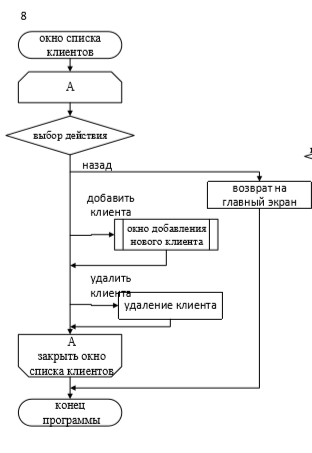 8
окно списка
клиентов
А
выбор действия
назад
возврат на
главный экран
добавить
клиента
окно добавления
нового клиента
удалить
клиента
удаление клиента
А
закрыть окно
списка клиентов
конец
программы